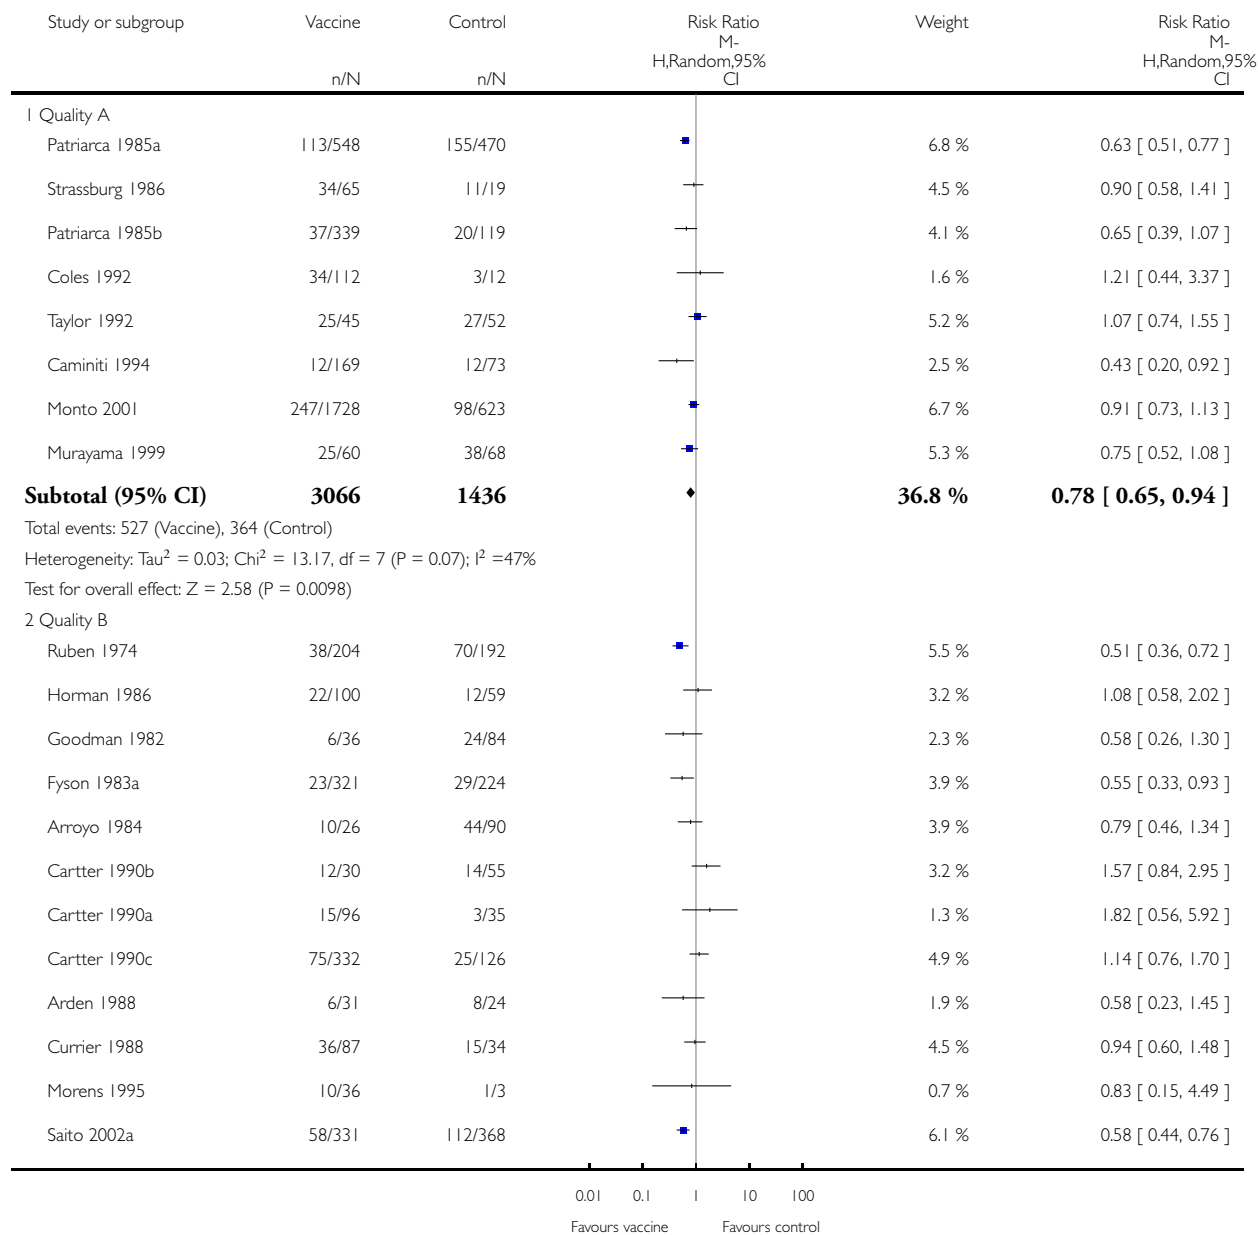 Study or subgroup Vaccine Control Risk Ratio Weight Risk Ratio
M- M-
H,Random,95% H,Random,95%
n/N n/N CI CI
1 Quality A
Patriarca 1985a 113/548 155/470 6.8 % 0.63 [ 0.51, 0.77 ]
Strassburg 1986 34/65 11/19 4.5 % 0.90 [ 0.58, 1.41 ]
Patriarca 1985b 37/339 20/119 4.1 % 0.65 [ 0.39, 1.07 ]
Coles 1992 34/112 3/12 1.6 % 1.21 [ 0.44, 3.37 ]
Taylor 1992 25/45 27/52 5.2 % 1.07 [ 0.74, 1.55 ]
Caminiti 1994 12/169 12/73 2.5 % 0.43 [ 0.20, 0.92 ]
Monto 2001 247/1728 98/623 6.7 % 0.91 [ 0.73, 1.13 ]
Murayama 1999 25/60 38/68 5.3 % 0.75 [ 0.52, 1.08 ]
Subtotal (95% CI) 3066 1436 36.8 % 0.78 [ 0.65, 0.94 ]
Total events: 527 (Vaccine), 364 (Control)
Heterogeneity: Tau² = 0.03; Chi² = 13.17, df = 7 (P = 0.07); I² =47%
Test for overall effect: Z = 2.58 (P = 0.0098)
2 Quality B
Ruben 1974 38/204 70/192 5.5 % 0.51 [ 0.36, 0.72 ]
Horman 1986 22/100 12/59 3.2 % 1.08 [ 0.58, 2.02 ]
Goodman 1982 6/36 24/84 2.3 % 0.58 [ 0.26, 1.30 ]
Fyson 1983a 23/321 29/224 3.9 % 0.55 [ 0.33, 0.93 ]
Arroyo 1984 10/26 44/90 3.9 % 0.79 [ 0.46, 1.34 ]
Cartter 1990b 12/30 14/55 3.2 % 1.57 [ 0.84, 2.95 ]
Cartter 1990a 15/96 3/35 1.3 % 1.82 [ 0.56, 5.92 ]
Cartter 1990c 75/332 25/126 4.9 % 1.14 [ 0.76, 1.70 ]
Arden 1988 6/31 8/24 1.9 % 0.58 [ 0.23, 1.45 ]
Currier 1988 36/87 15/34 4.5 % 0.94 [ 0.60, 1.48 ]
Morens 1995 10/36 1/3 0.7 % 0.83 [ 0.15, 4.49 ]
Saito 2002a 58/331 112/368 6.1 % 0.58 [ 0.44, 0.76 ]
0.01 0.1 1 10 100
Favours vaccine Favours control